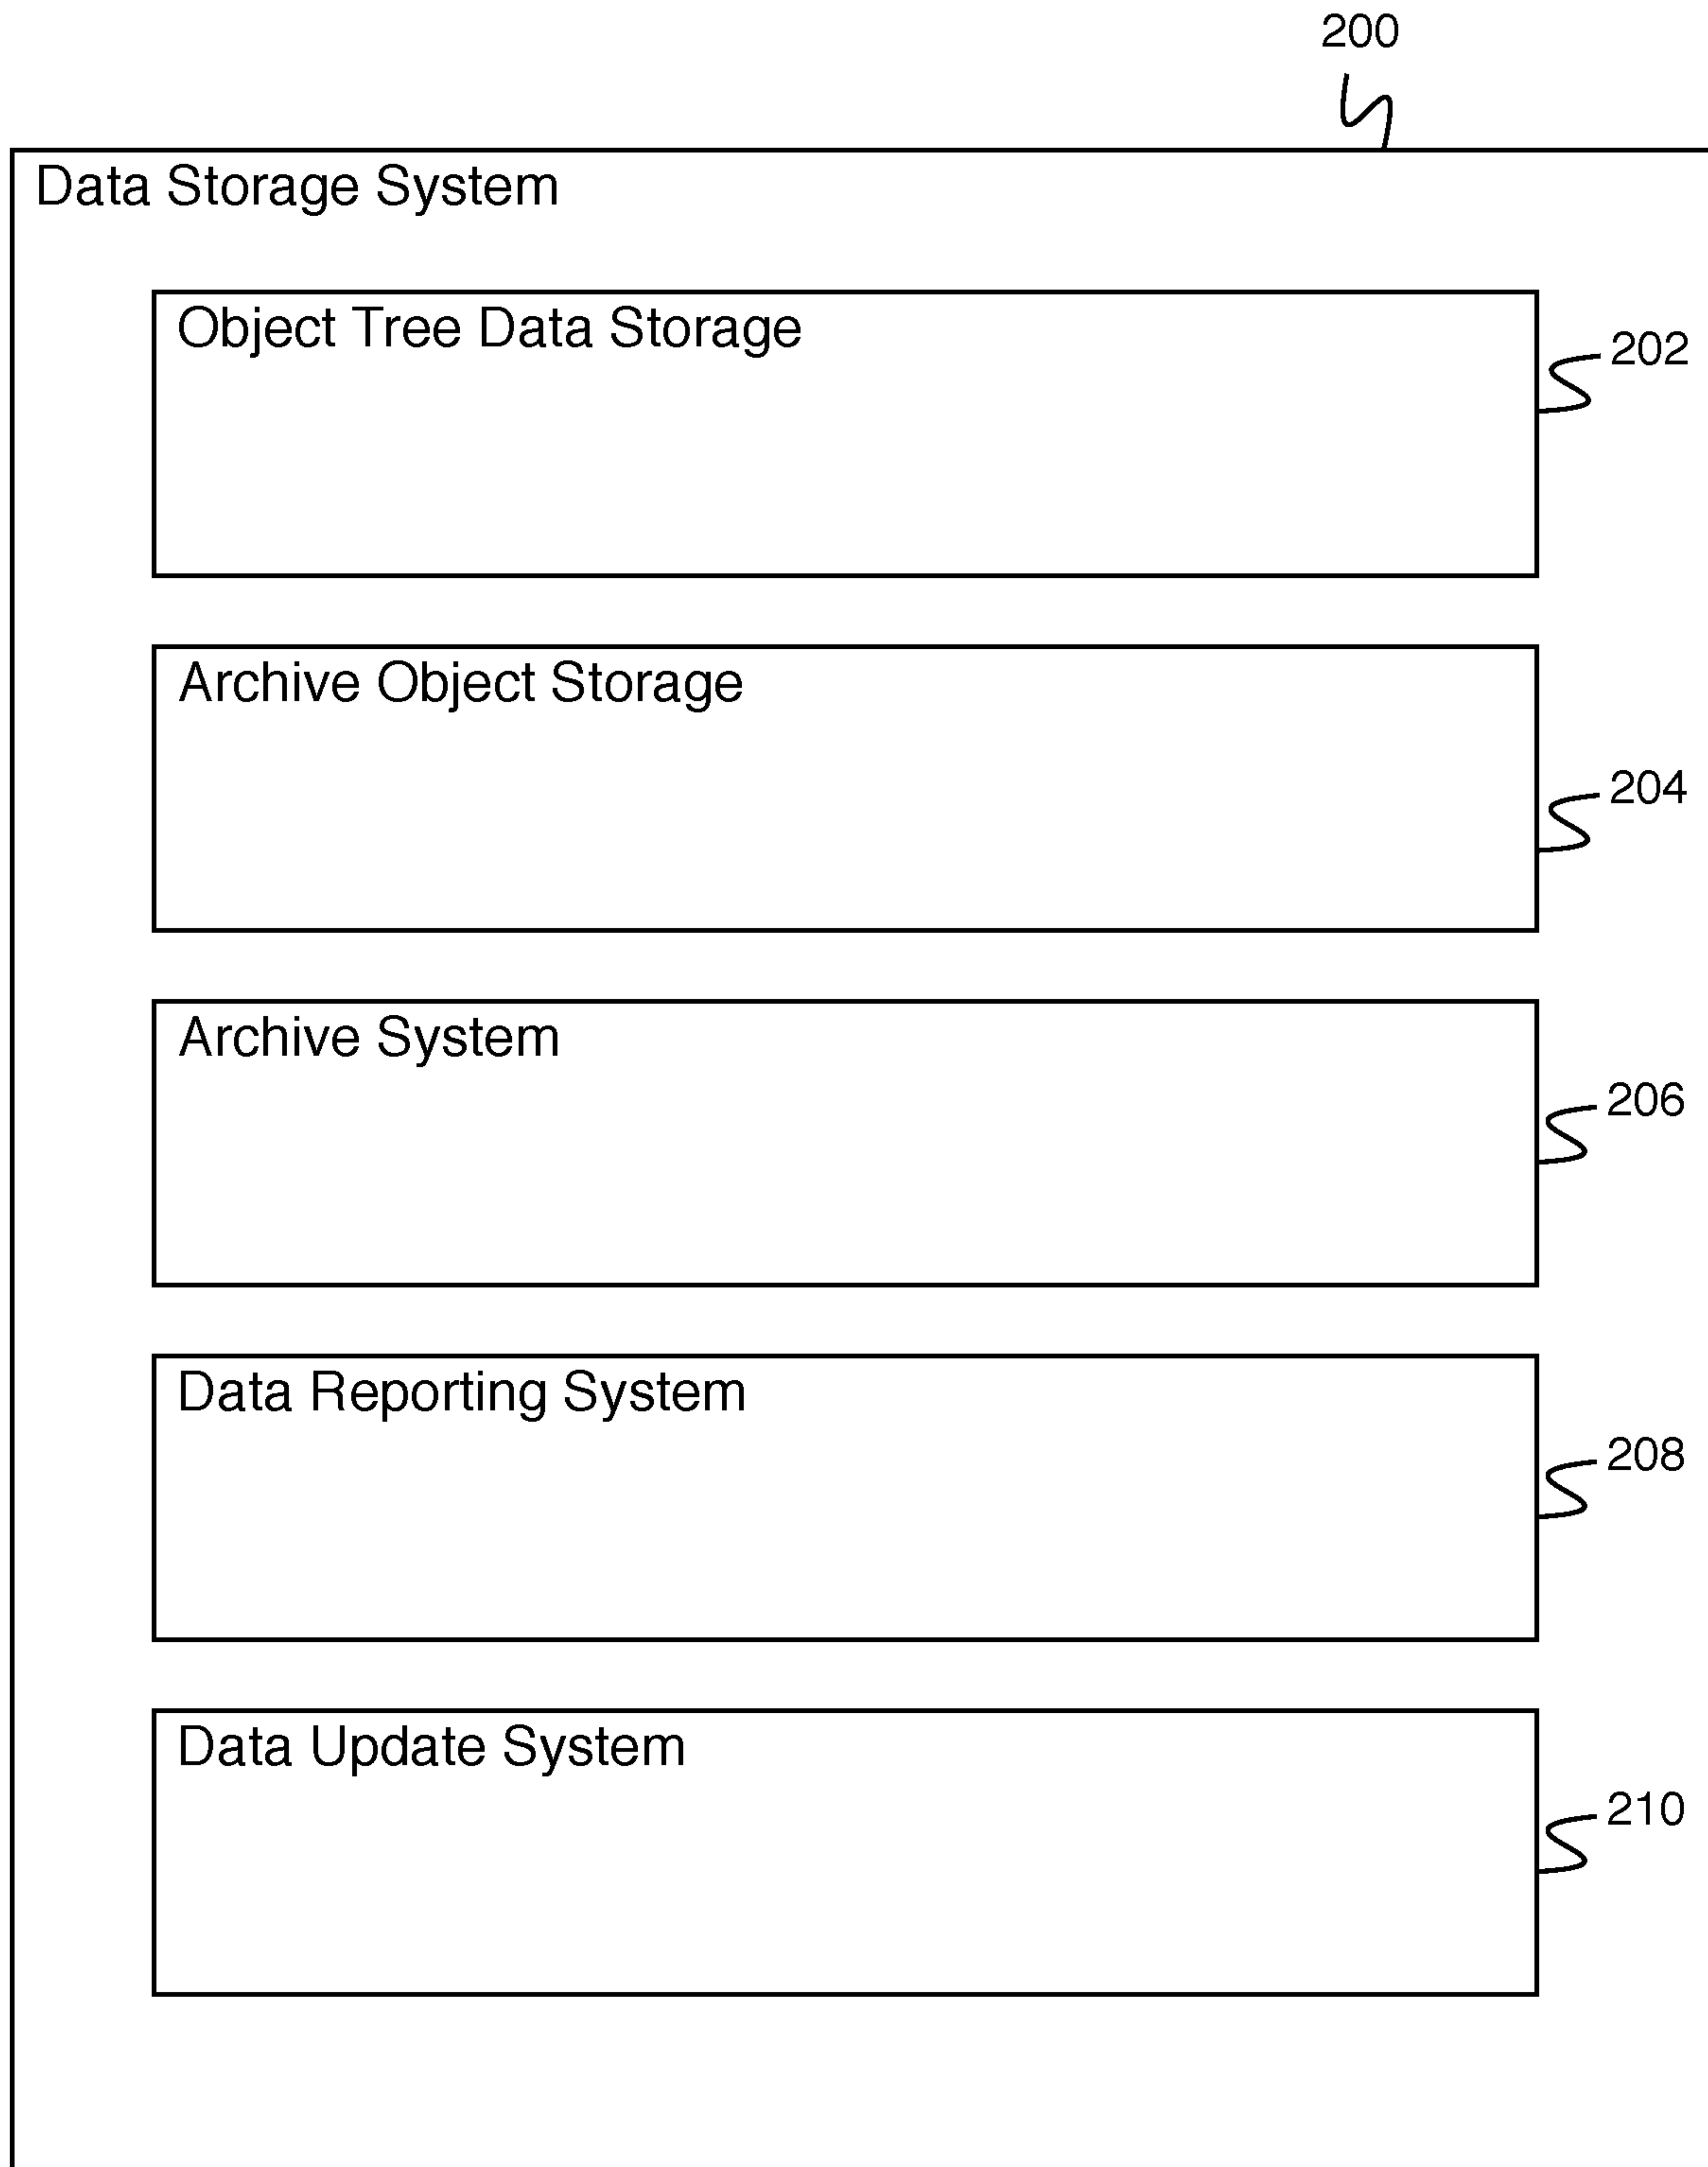 200
Data Storage System
Object Tree Data Storage
202
Archive Object Storage
204
Archive System
206
Data Reporting System
208
Data Update System
210